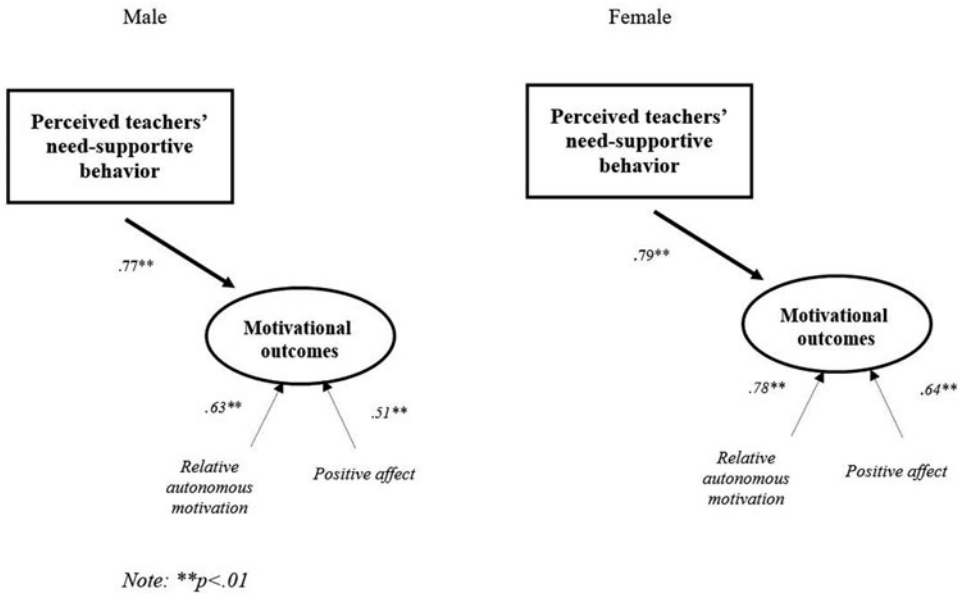 Male
Perceived teachers'
need-supportive
behavior
.77**
Motivational
outcomes
.63**
.51**
Relative
autonomous
motivation
Positive affect
Female
Perceived teachers'
need-supportive
behavior
.79**
Motivational
outcomes
.78**
.64**
Relative
autonomous
motivation
Positive affect
Note: **p<.01